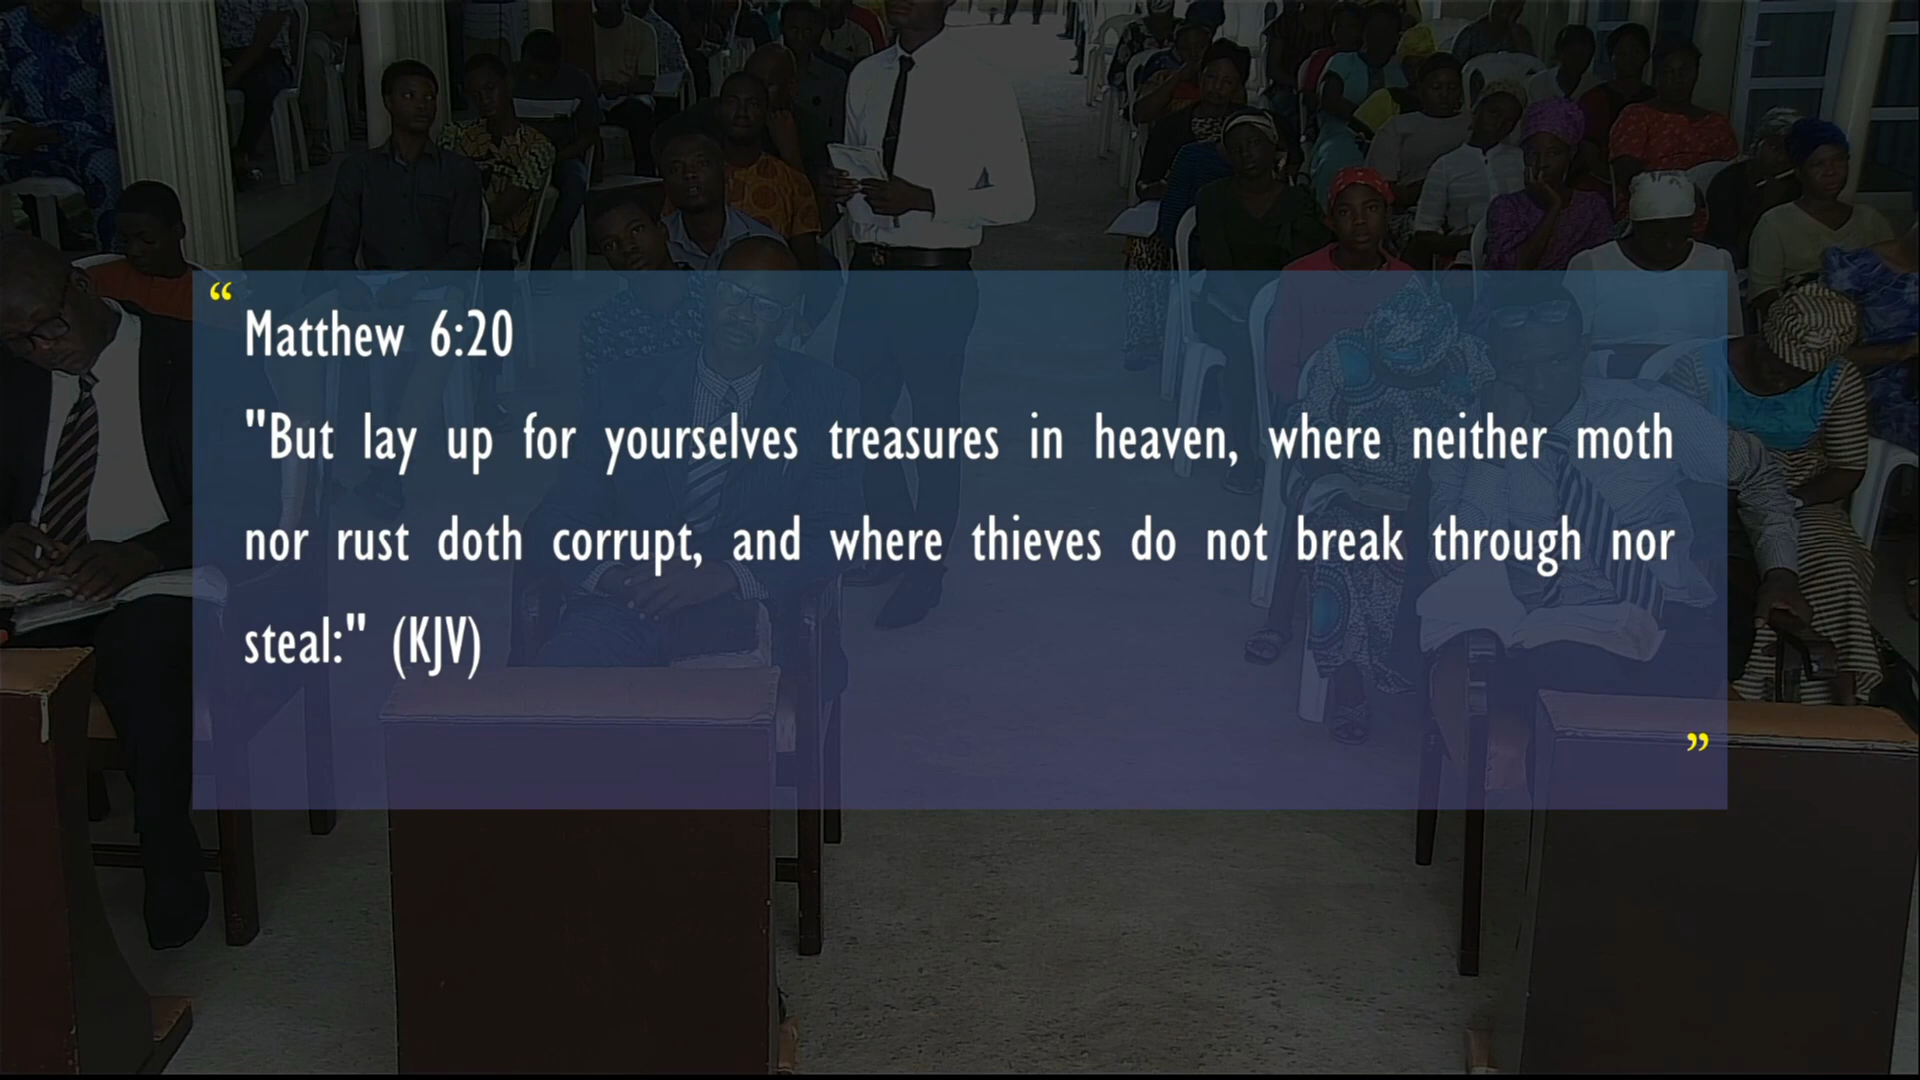 “
Matthew 6:20
"But lay up for yourselves treasures in heaven, where neither moth
nor rust doth corrupt, and where thieves do not break through nor
steal:" (KJV)
”